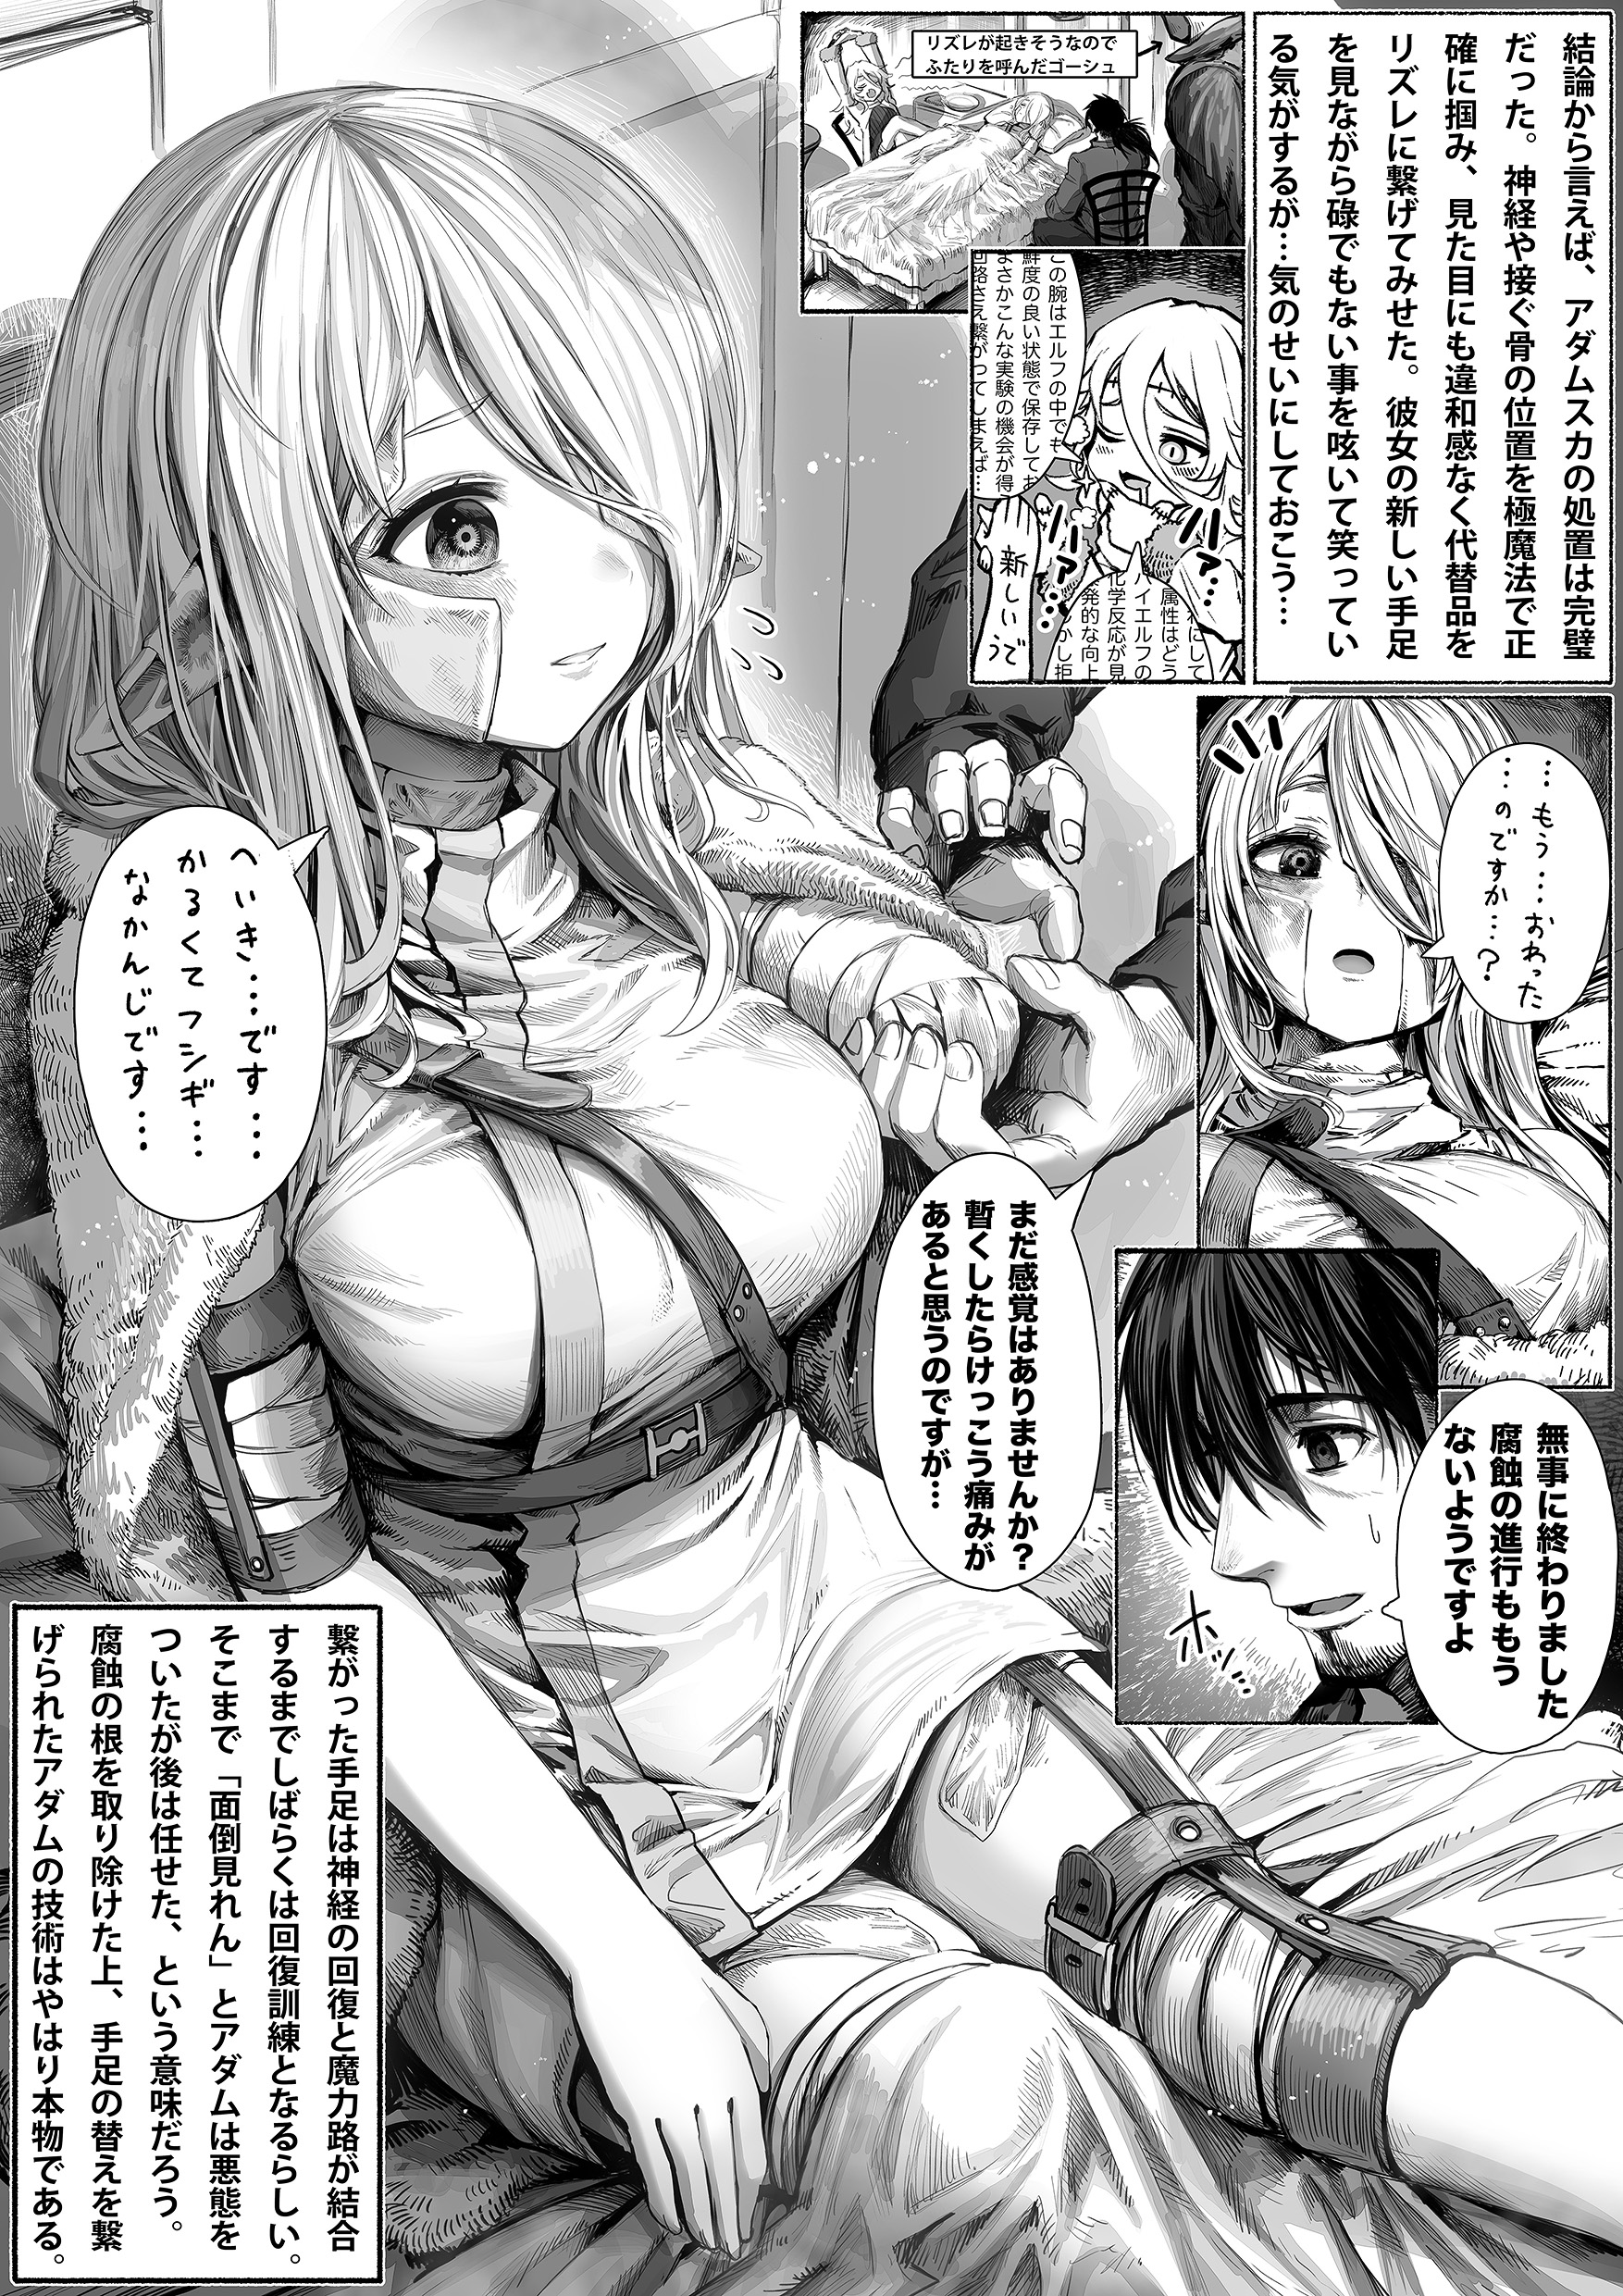 結論から言えば、アダムスカの処置は完璧
だった。神経や接ぐ骨の位置を極魔法で正
確に掴み、見た目にも違和感なく代替品を
リズレに繋げてみせた。彼女の新しい手足
を見ながら碌でもない事を呟いて笑ってい
る気がするが…気のせいにしておこう…
リズレが起きそうなので
ふたりを呼んだゴーシュ
この腕はエルフの中でも
鮮度の良い状態で保存してお
まさかこんな実験の機会が得
回路さえ繋がってしまえば…
ハァ…
ハァ…
新しいうで
にして
属性はどう
ハイエルフの
化学反応が見
発的な向上
かし拒
…もう…おわった
…のですか…?
無事に終わりました
腐蝕の進行ももう
ないようですよ
ホッ…
まだ感覚はありませんか?
暫くしたらけっこう痛みが
あると思うのですが…
へいき…です…
かるくてフシギ…
なかんじです…
繋がった手足は神経の回復と魔力路が結合
するまでしばらくは回復訓練となるらしい。
そこまで「面倒見れん」とアダムは悪態を
ついたが後は任せた、という意味だろう。
腐蝕の根を取り除けた上、手足の替えを繋
げられたアダムの技術はやはり本物である。